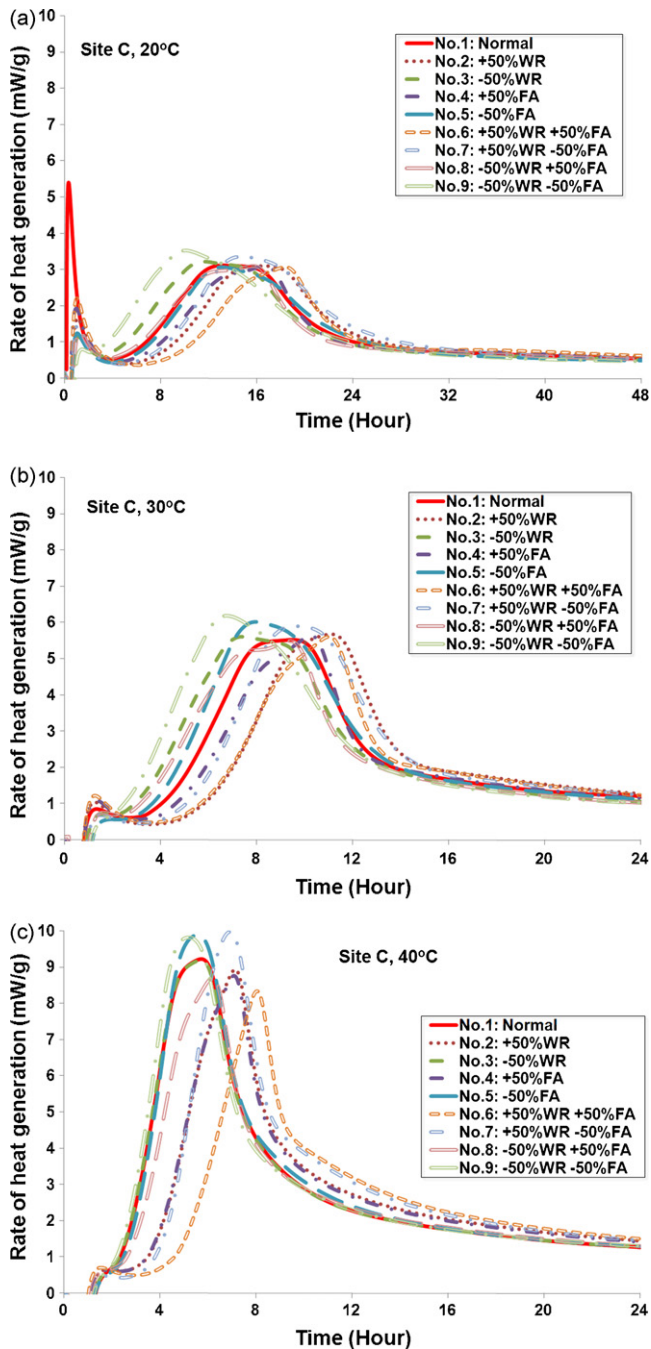 (a)
Site C, 20°C
Rate of heat generation (mW/g)
10
9
8
7
6
5
4
3
2
1
0
No.1: Normal
No.2: +50%WR
No.3: -50%WR
No.4: +50%FA
No.5: -50%FA
No.6: +50%WR +50%FA
No.7: +50%WR -50%FA
No.8: -50%WR +50%FA
No.9: -50%WR -50%FA
0 8 16 24 32 40 48
Time (Hour)
(b)
Site C, 30°C
Rate of heat generation (mW/g)
10
9
8
7
6
5
4
3
2
1
0
No.1: Normal
No.2: +50%WR
No.3: -50%WR
No.4: +50%FA
No.5: -50%FA
No.6: +50%WR +50%FA
No.7: +50%WR -50%FA
No.8: -50%WR +50%FA
No.9: -50%WR -50%FA
0 4 8 12 16 20 24
Time (Hour)
(c)
Site C, 40°C
Rate of heat generation (mW/g)
10
9
8
7
6
5
4
3
2
1
0
No.1: Normal
No.2: +50%WR
No.3: -50%WR
No.4: +50%FA
No.5: -50%FA
No.6: +50%WR +50%FA
No.7: +50%WR -50%FA
No.8: -50%WR +50%FA
No.9: -50%WR -50%FA
0 4 8 12 16 20 24
Time (Hour)